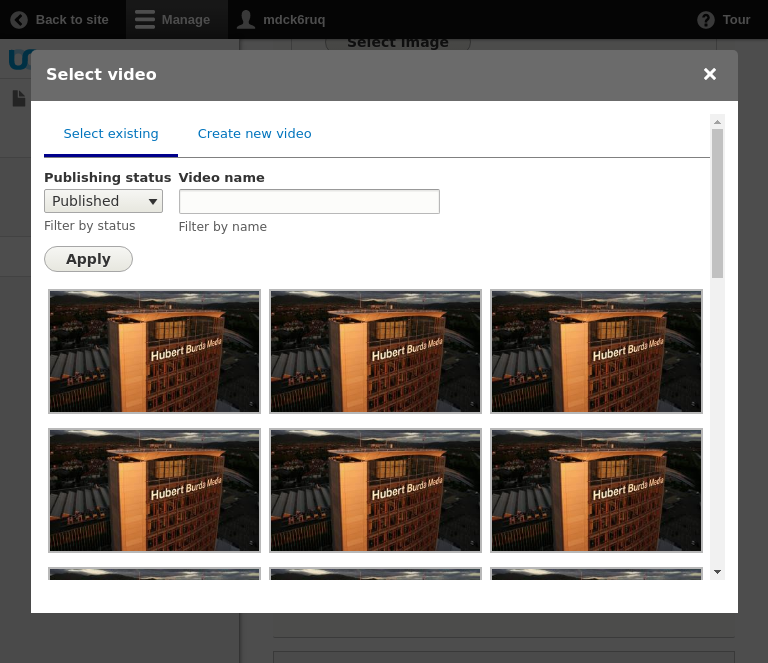 Back to site
Manage
mdck6ruq
Tour
Select image
Select video
Select existing
Create new video
Publishing status
Video name
Published
Filter by status
Filter by name
Apply
Hubert Burda Media
Hubert Burda Media
Hubert Burda Media
Hubert Burda Media
Hubert Burda Media
Hubert Burda Media